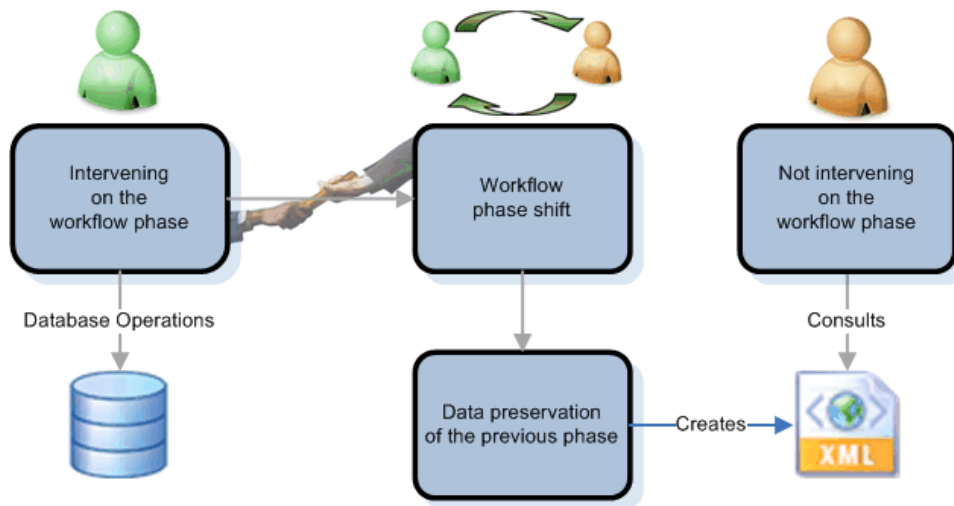 Intervening
on the
workflow phase
Workflow
phase shift
Not intervening
on the
workflow phase
Database Operations
Consults
Data preservation
of the previous phase
Creates
XML